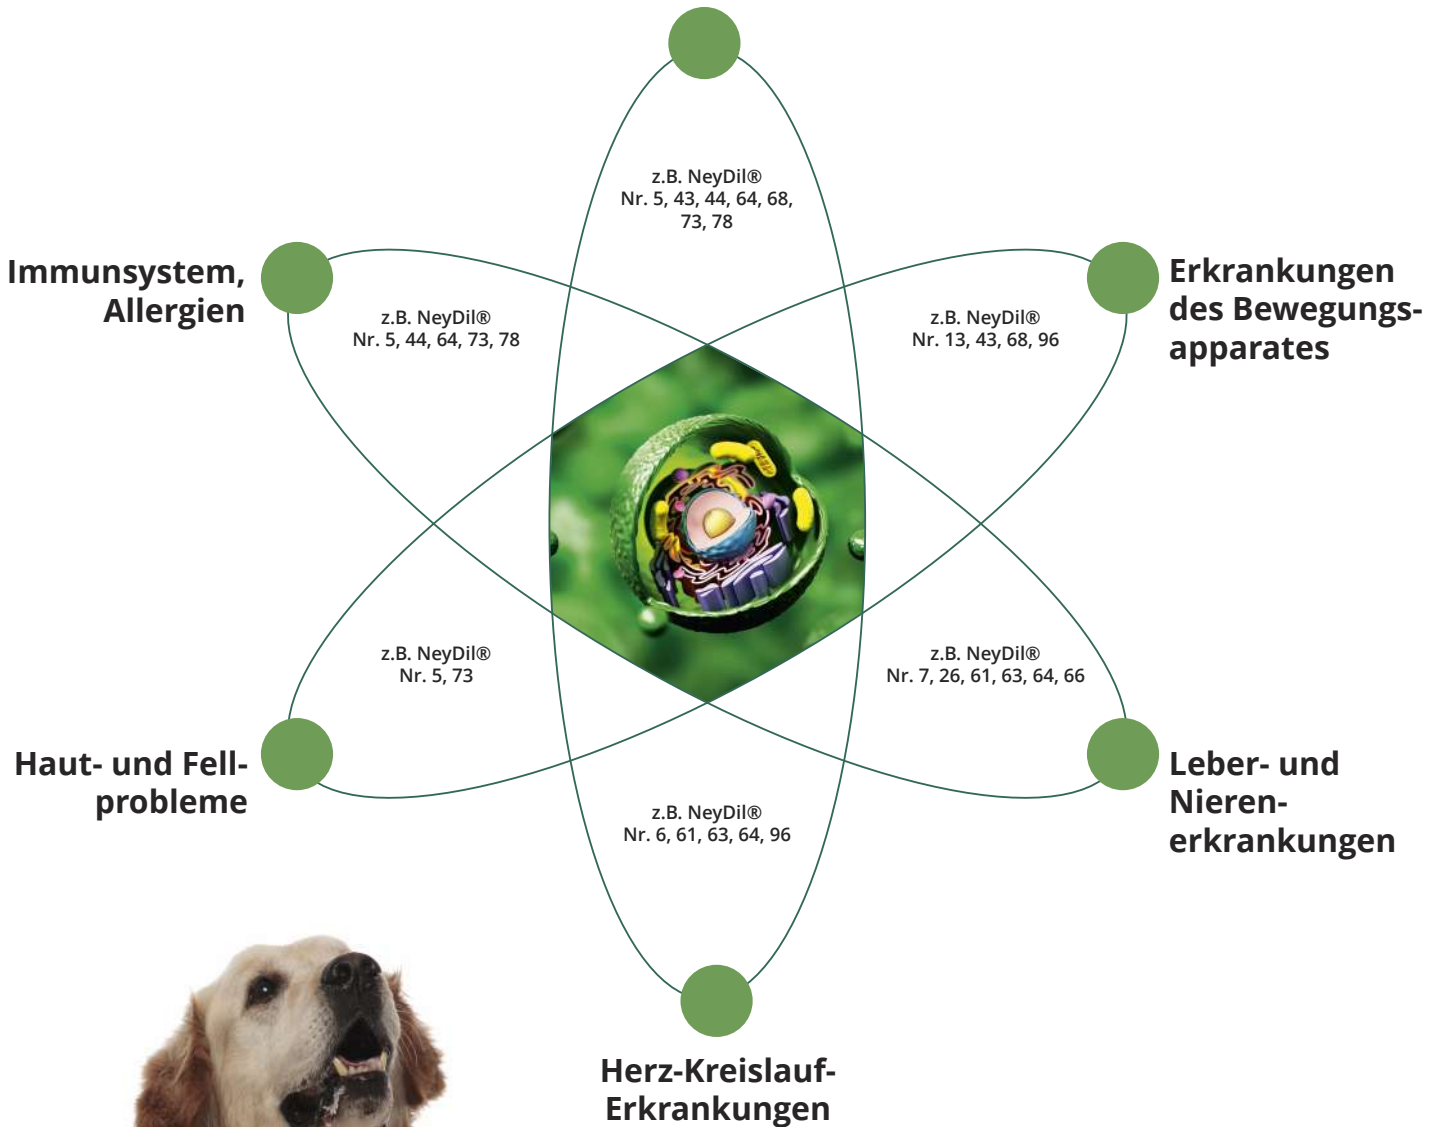 z.B. NeyDil®
Nr. 5, 43, 44, 64, 68,
73, 78
Immunsystem,
Allergien
z.B. NeyDil®
Nr. 5, 44, 64, 73, 78
z.B. NeyDil®
Nr. 13, 43, 68, 96
Erkrankungen
des Bewegungs-
apparates
z.B. NeyDil®
Nr. 5, 73
Haut- und Fell-
probleme
z.B. NeyDil®
Nr. 7, 26, 61, 63, 64, 66
Leber- und
Nieren-
erkrankungen
z.B. NeyDil®
Nr. 6, 61, 63, 64, 96
Herz-Kreislauf-
Erkrankungen